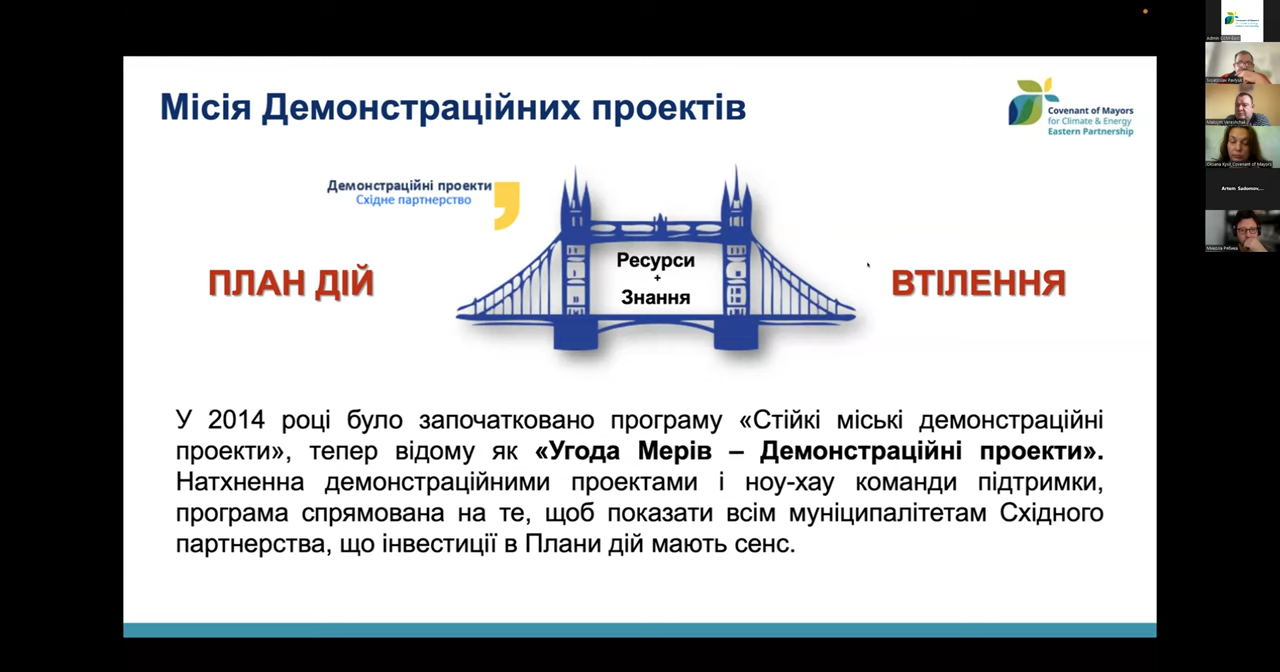 Місія Демонстраційних проектів
Covenant of Mayors
for Climate & Energy
Eastern Partnership
Демонстраційні проекти
Східне партнерство
ПЛАН ДІЙ
Ресурси
+
Знання
ВТІЛЕННЯ
У 2014 році було започатковано програму «Стійкі міські демонстраційні
проекти», тепер відому як «Угода Мерів – Демонстраційні проекти».
Натхненна демонстраційними проектами і ноу-хау команди підтримки,
програма спрямована на те, щоб показати всім муніципалітетам Східного
партнерства, що інвестиції в Плани дій мають сенс.
Artem Sadomov,...